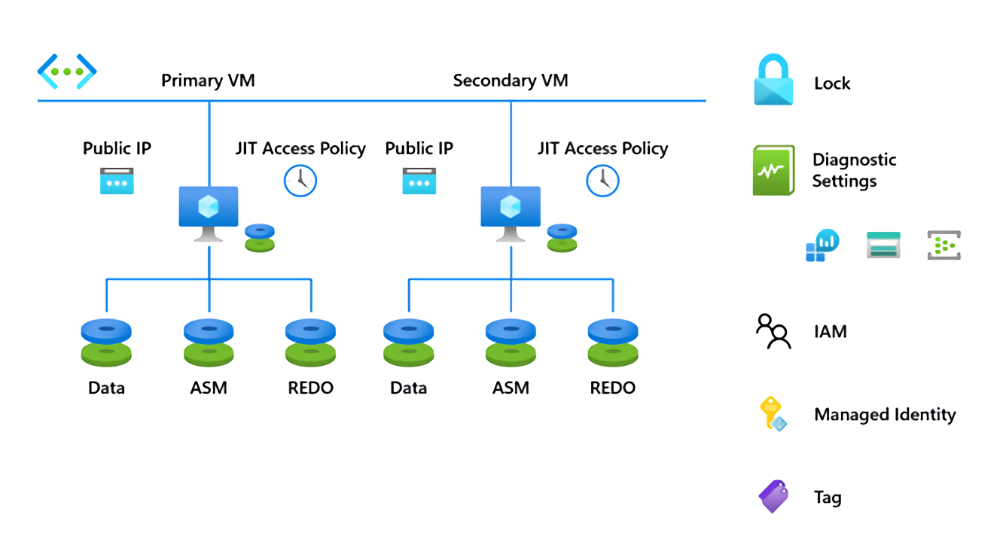 Primary VM
Secondary VM
Public IP
JIT Access Policy
Public IP
JIT Access Policy
Data
ASM
REDO
Data
ASM
REDO
Lock
Diagnostic
Settings
IAM
Managed Identity
Tag